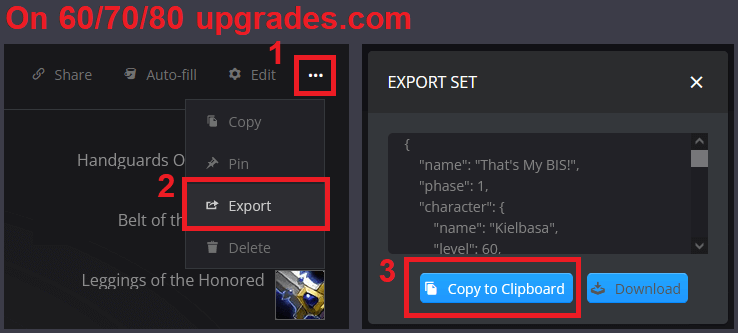 On 60/70/80 upgrades.com
1
Share Auto-fill Edit
Copy
Handguards O
Pin
2
Export
Belt of th
Delete
Leggings of the Honored
EXPORT SET
{
"name": "That's My BIS!",
"phase": 1,
"character": {
"name": "Kielbasa",
"level": 60,
3
Copy to Clipboard Download